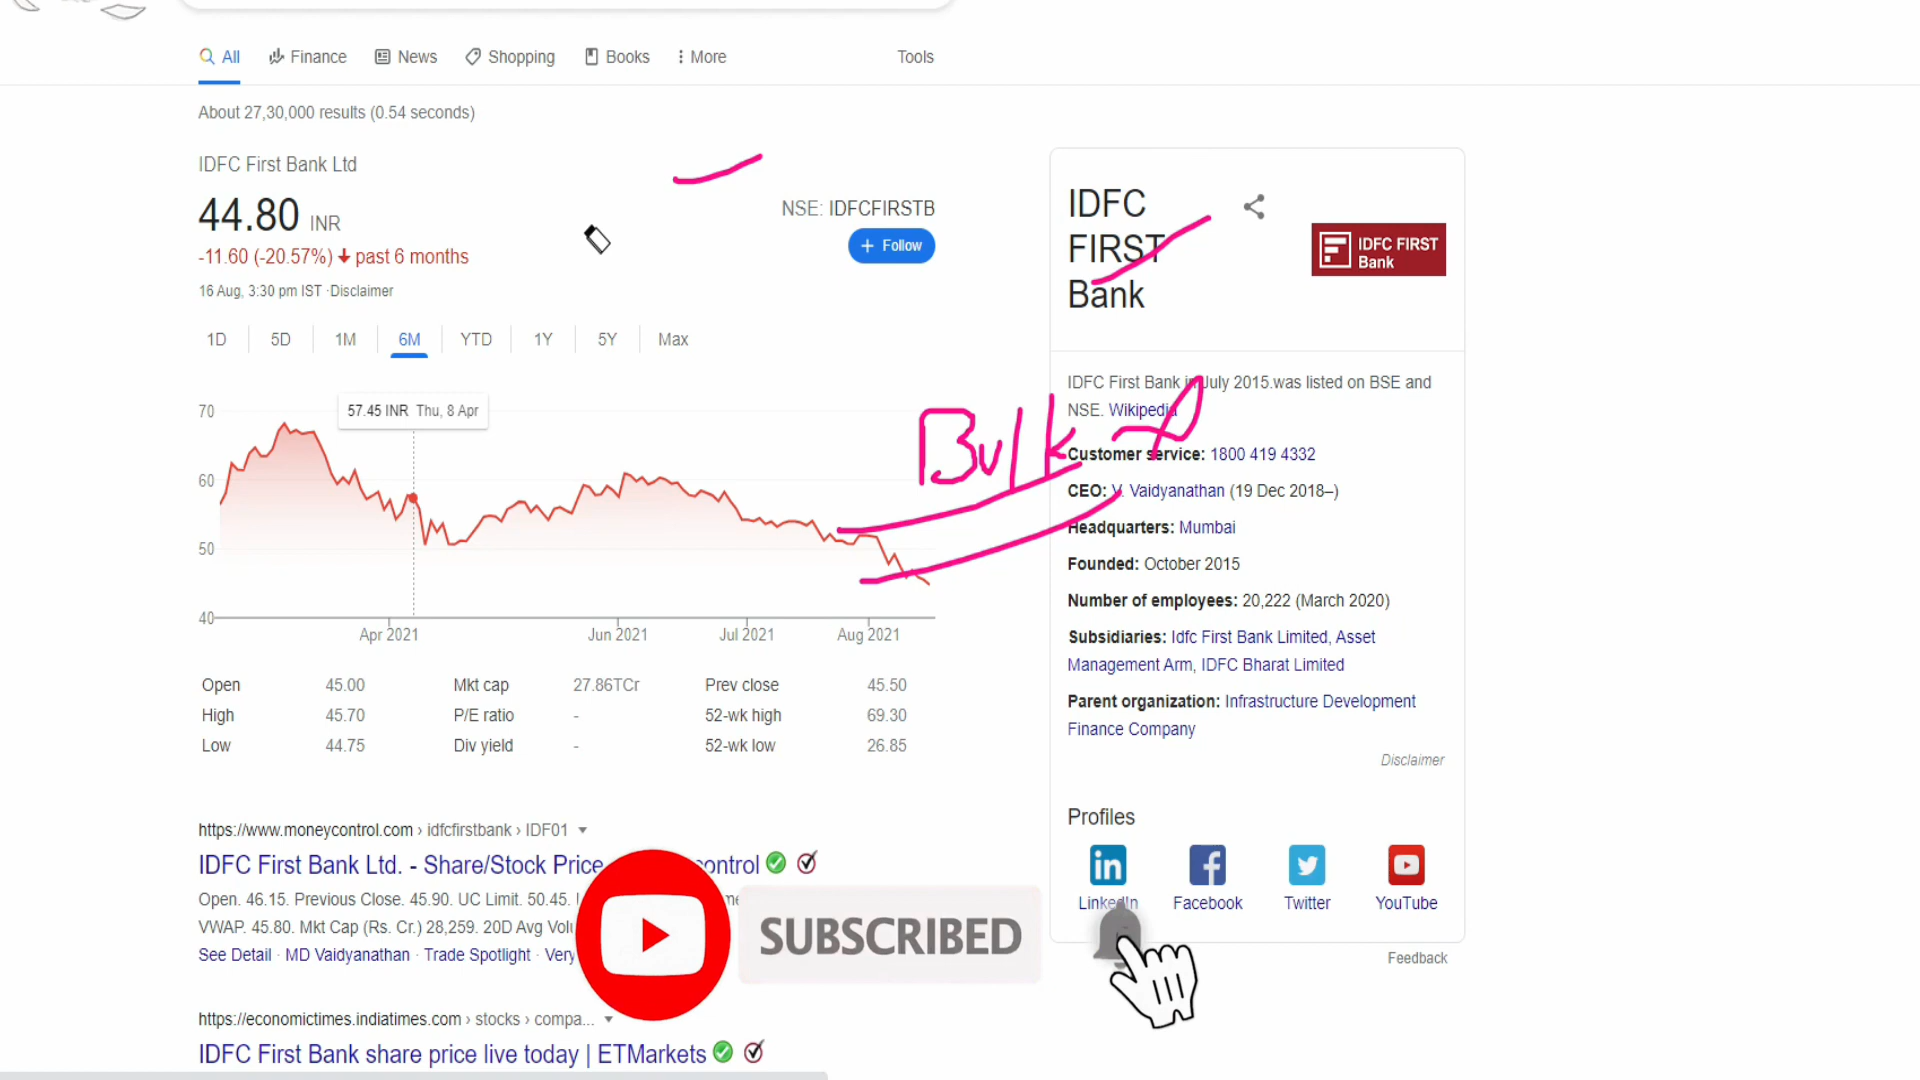 All Finance News Shopping Books More Tools
About 27,30,000 results (0.54 seconds)
IDFC First Bank Ltd
44.80 INR
NSE: IDFCFIRSTB
-11.60 (-20.57%) past 6 months
+ Follow
16 Aug, 3:30 pm IST · Disclaimer
1D 5D 1M 6M YTD 1Y 5Y Max
57.45 INR Thu, 8 Apr
70
60
50
40
Apr 2021 Jun 2021 Jul 2021 Aug 2021
Bulk
Open 45.00 Mkt cap 27.86TCr Prev close 45.50
High 45.70 P/E ratio - 52-wk high 69.30
Low 44.75 Div yield - 52-wk low 26.85
https://www.moneycontrol.com › idfcfirstbank › IDF01
IDFC First Bank Ltd. - Share/Stock Price
Open. 46.15. Previous Close. 45.90. UC Limit. 50.45.
VWAP. 45.80. Mkt Cap (Rs. Cr.) 28,259. 20D Avg
See Detail · MD Vaidyanathan · Trade Spotlight · Very
https://economictimes.indiatimes.com › stocks › compa...
IDFC First Bank share price live today | ETMarkets
IDFC
FIRST
Bank
IDFC FIRST
Bank
IDFC First Bank in July 2015.was listed on BSE and
NSE. Wikipedia
Customer service: 1800 419 4332
CEO: V. Vaidyanathan (19 Dec 2018–)
Headquarters: Mumbai
Founded: October 2015
Number of employees: 20,222 (March 2020)
Subsidiaries: Idfc First Bank Limited, Asset
Management Arm, IDFC Bharat Limited
Parent organization: Infrastructure Development
Finance Company
Disclaimer
Profiles
LinkedIn Facebook Twitter YouTube
Feedback
SUBSCRIBED